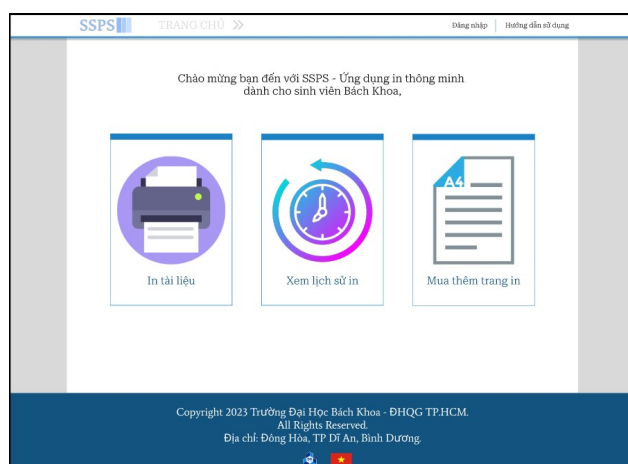 SSPS TRANG CHỦ Đăng nhập Hướng dẫn sử dụng
Chào mừng bạn đến với SSPS - Ứng dụng in thông minh
dành cho sinh viên Bách Khoa,
A4
In tài liệu Xem lịch sử in Mua thêm trang in
Copyright 2023 Trường Đại Học Bách Khoa - ĐHQG TP.HCM.
All Rights Reserved.
Địa chỉ: Đông Hòa, TP Dĩ An, Bình Dương.